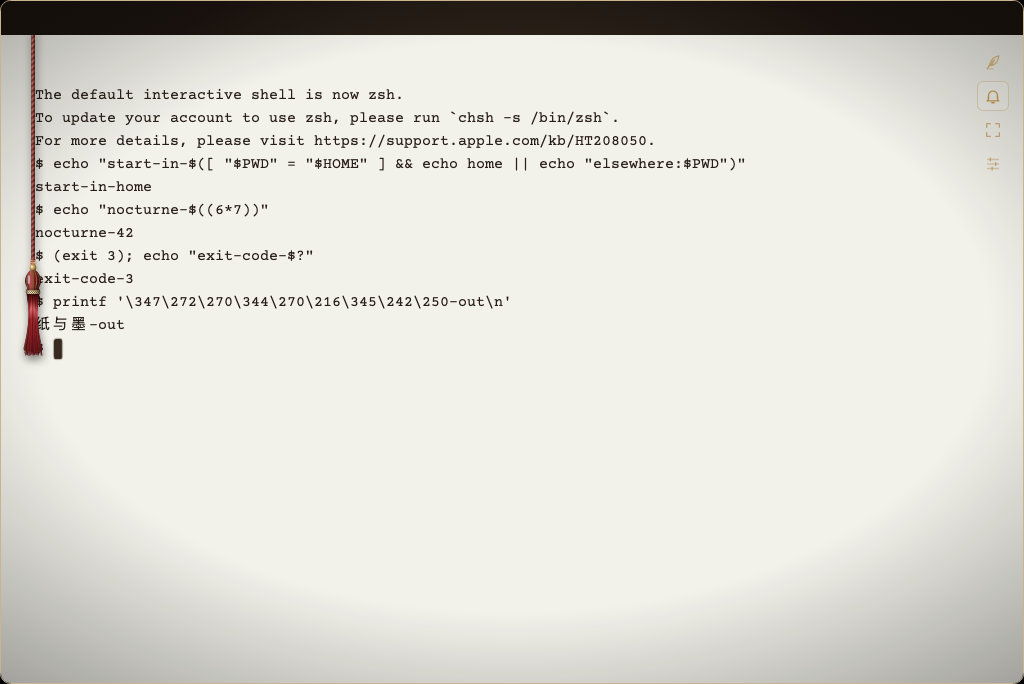 The default interactive shell is now zsh.
To update your account to use zsh, please run `chsh -s /bin/zsh`.
For more details, please visit https://support.apple.com/kb/HT208050.
$ echo "start-in-$([ "$PWD" = "$HOME" ] && echo home || echo "elsewhere:$PWD")"
start-in-home
$ echo "nocturne-$((6*7))"
nocturne-42
$ (exit 3); echo "exit-code-$?"
exit-code-3
$ printf '\347\272\270\344\270\216\345\242\250-out\n'
纸与墨-out
$